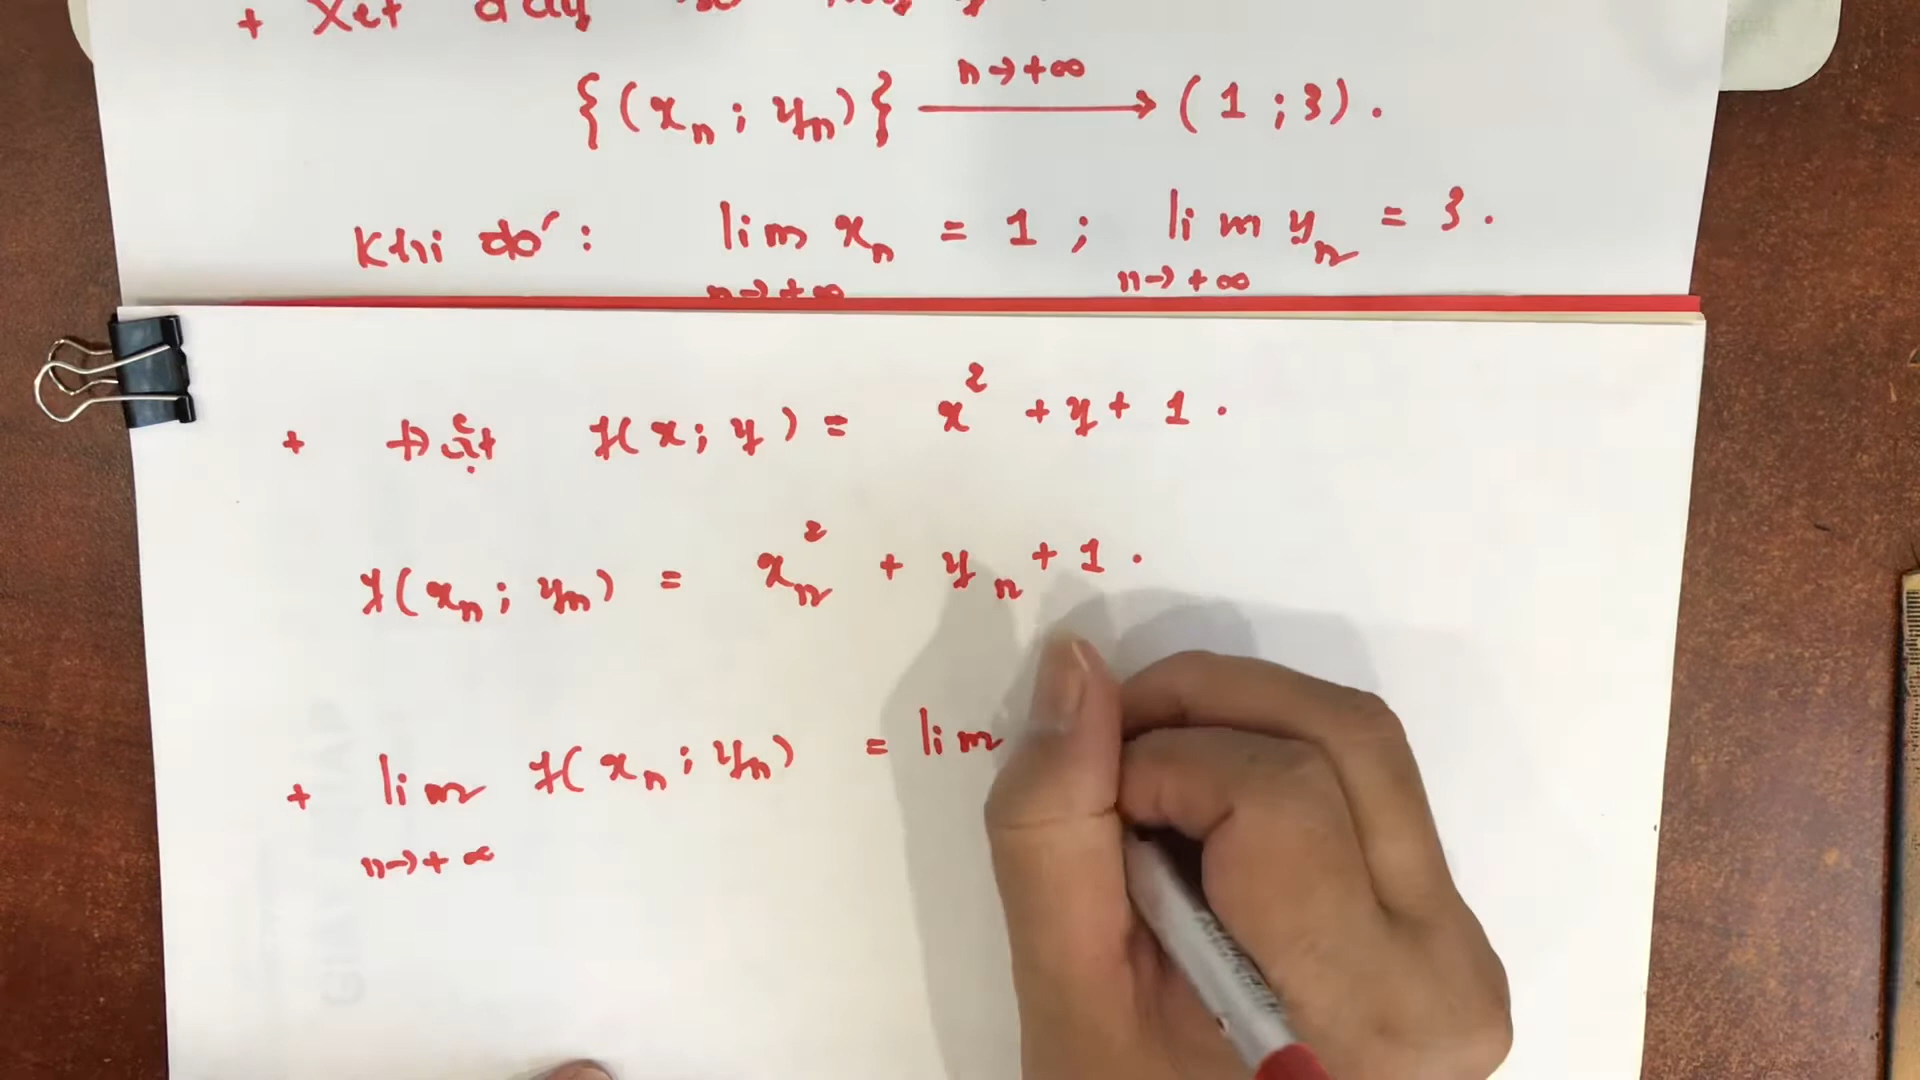 + Xét dãy
{(xₙ; yₙ)} n→+∞ ⟶ (1; 3).
Khi đó: lim xₙ = 1; lim yₙ = 3.
n→+∞ n→+∞
+ Đặt f(x; y) = x² + y + 1.
f(xₙ; yₙ) = xₙ² + yₙ + 1.
+ lim f(xₙ; yₙ) = lim
n→+∞